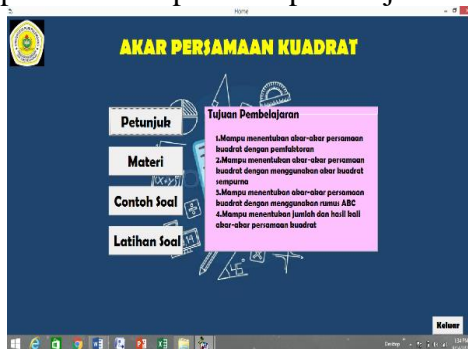 Home
AKAR PERSAMAAN KUADRAT
Petunjuk
Materi
Contoh Soal
Latihan Soal
Tujuan Pembelajaran
1.Mampu menentukan akar-akar persamaan
kuadrat dengan pemfaktoran
2.Mampu menentukan akar-akar persamaan
kuadrat dengan menggunakan akar kuadrat
sempurna
3.Mampu menentukan akar-akar persamaan
kuadrat dengan menggunakan rumus ABC
4.Mampu menentukan jumlah dan hasil kali
akar-akar persamaan kuadrat
45°
Keluar
Desktop